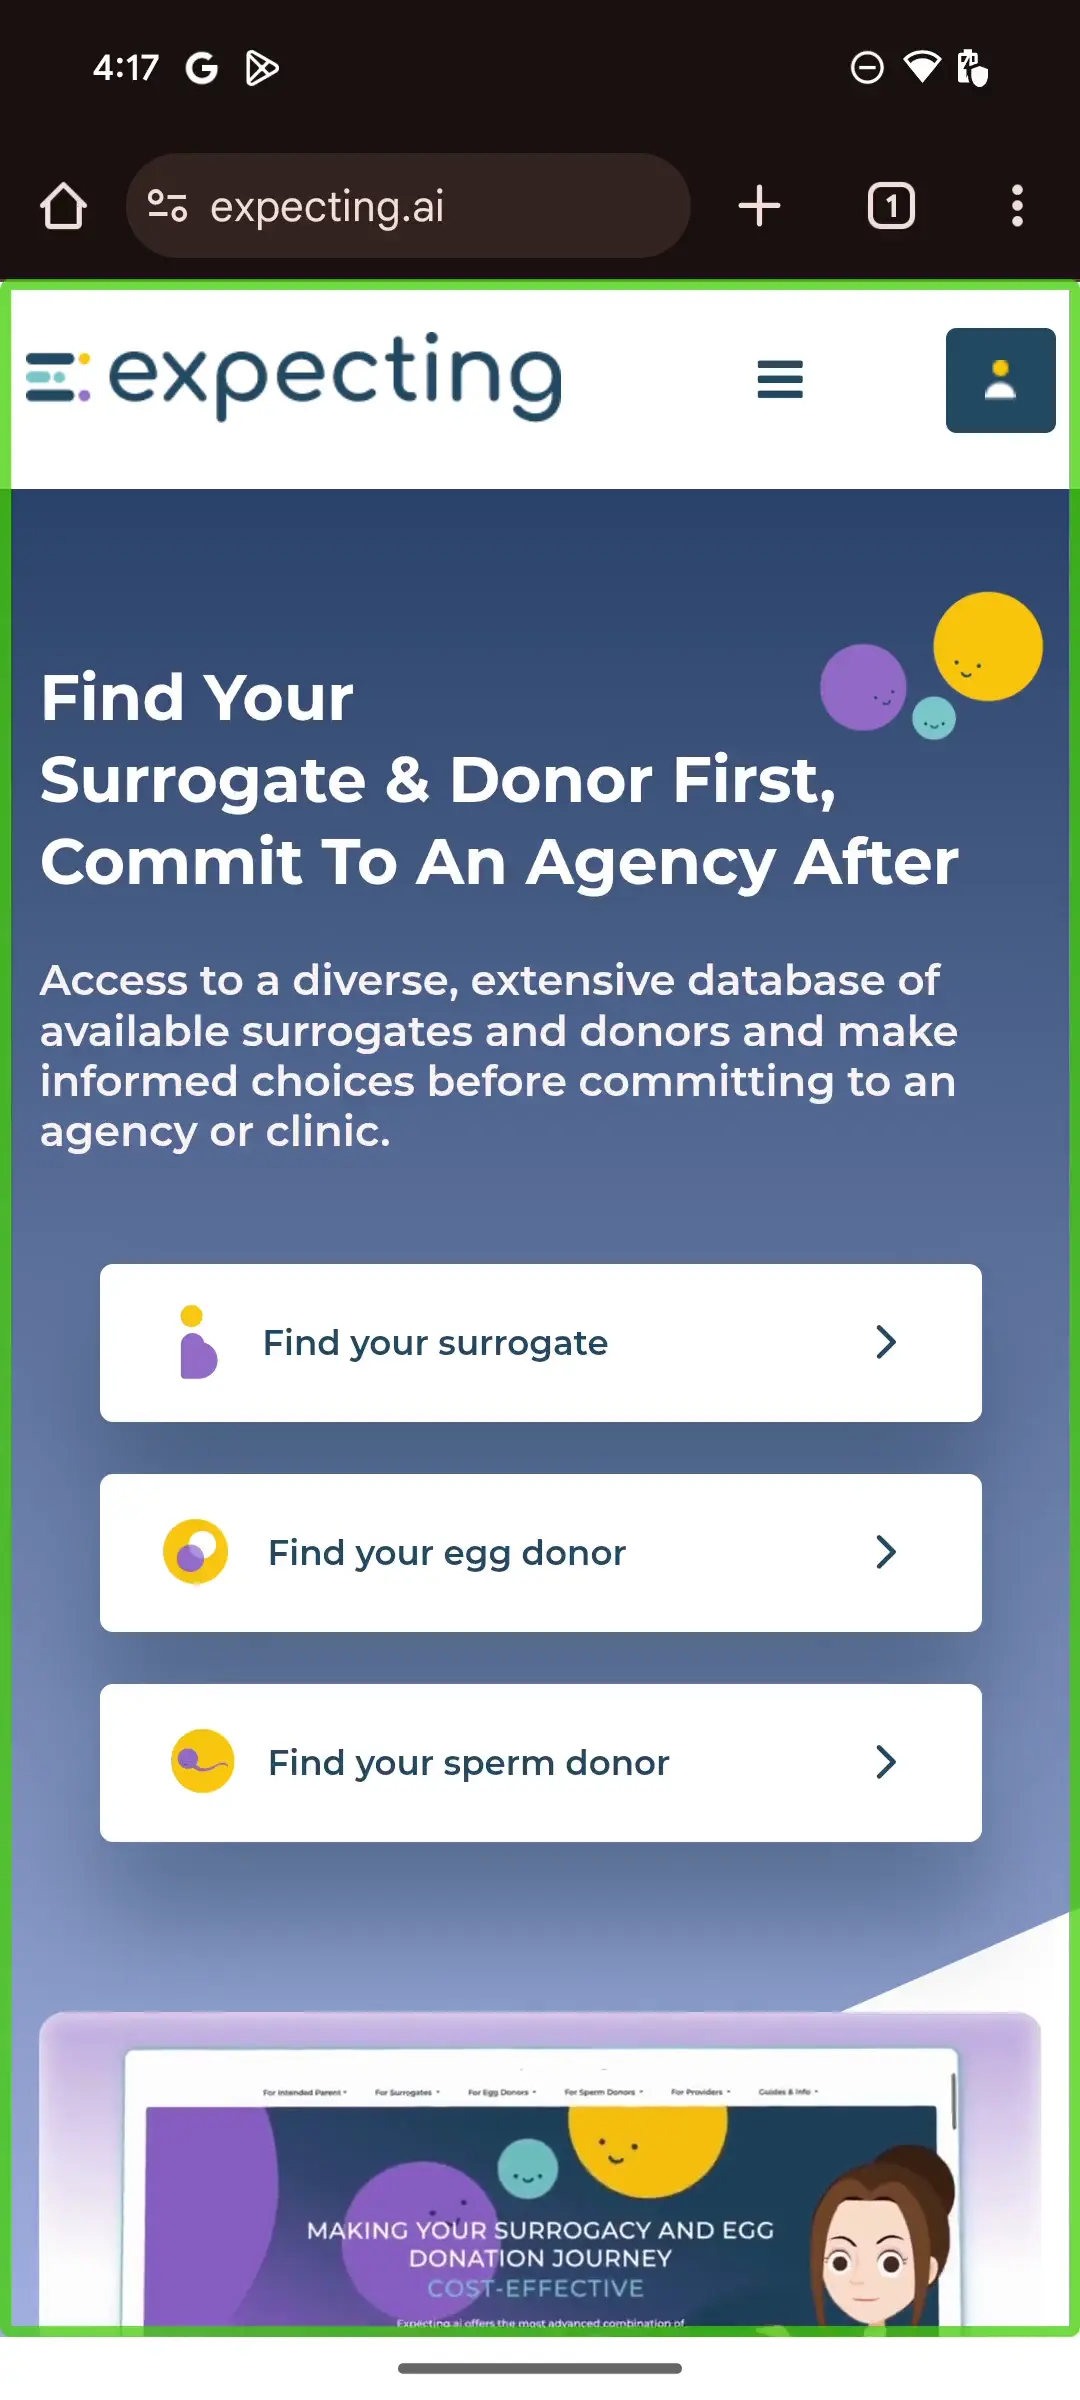 4:17
expecting.ai
1
expecting
Find Your
Surrogate & Donor First,
Commit To An Agency After
Access to a diverse, extensive database of
available surrogates and donors and make
informed choices before committing to an
agency or clinic.
Find your surrogate
Find your egg donor
Find your sperm donor
For Intended Parent For Surrogates For Egg Donors For Sperm Donors For Providers Guides & Info
MAKING YOUR SURROGACY AND EGG
DONATION JOURNEY
COST-EFFECTIVE
Expecting.ai offers the most advanced combination of